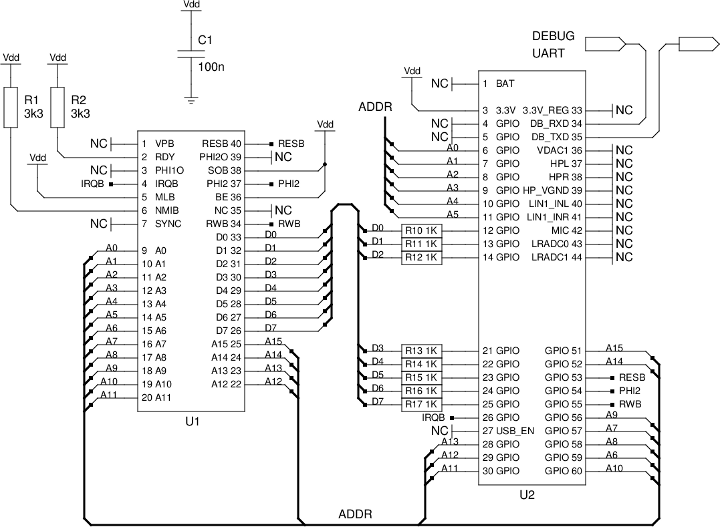 Vdd
C1
100n
DEBUG
UART
Vdd
Vdd
R1
3k3
R2
3k3
Vdd
NC
1
BAT
ADDR
3
3.3V
3.3V_REG
33
NC
NC
4
GPIO
DB_RXD
34
NC
5
GPIO
DB_TXD
35
A0
6
GPIO
VDAC1
36
NC
A1
7
GPIO
HPL
37
NC
A2
8
GPIO
HPR
38
NC
A3
9
GPIO
HP_VGND
39
NC
A4
10
GPIO
LIN1_INL
40
NC
A5
11
GPIO
LIN1_INR
41
NC
D0
R10 1K
12
GPIO
MIC
42
NC
D1
R11 1K
13
GPIO
LRADC0
43
NC
D2
R12 1K
14
GPIO
LRADC1
44
NC
Vdd
Vdd
NC
1
VPB
RESB
40
RESB
2
RDY
PHI2O
39
NC
NC
3
PHI1O
SOB
38
IRQB
4
IRQB
PHI2
37
PHI2
5
MLB
BE
36
6
NMIB
NC
35
NC
NC
7
SYNC
RWB
34
RWB
D0
33
D0
A0
9
A0
D1
32
D1
A1
10
A1
D2
31
D2
A2
11
A2
D3
30
D3
A3
12
A3
D4
29
D4
A4
13
A4
D5
28
D5
A5
14
A5
D6
27
D6
A6
15
A6
D7
26
D7
A7
16
A7
A15
25
A15
A8
17
A8
A14
24
A14
A9
18
A9
A13
23
A13
A10
19
A10
A12
22
A12
A11
20
A11
U1
D3
R13 1K
21
GPIO
GPIO
51
A15
D4
R14 1K
22
GPIO
GPIO
52
A14
D5
R15 1K
23
GPIO
GPIO
53
RESB
D6
R16 1K
24
GPIO
GPIO
54
PHI2
D7
R17 1K
25
GPIO
GPIO
55
RWB
IRQB
26
GPIO
GPIO
56
A9
NC
27
USB_EN
GPIO
57
A7
A13
28
GPIO
GPIO
58
A8
A12
29
GPIO
GPIO
59
A6
A11
30
GPIO
GPIO
60
A10
U2
ADDR